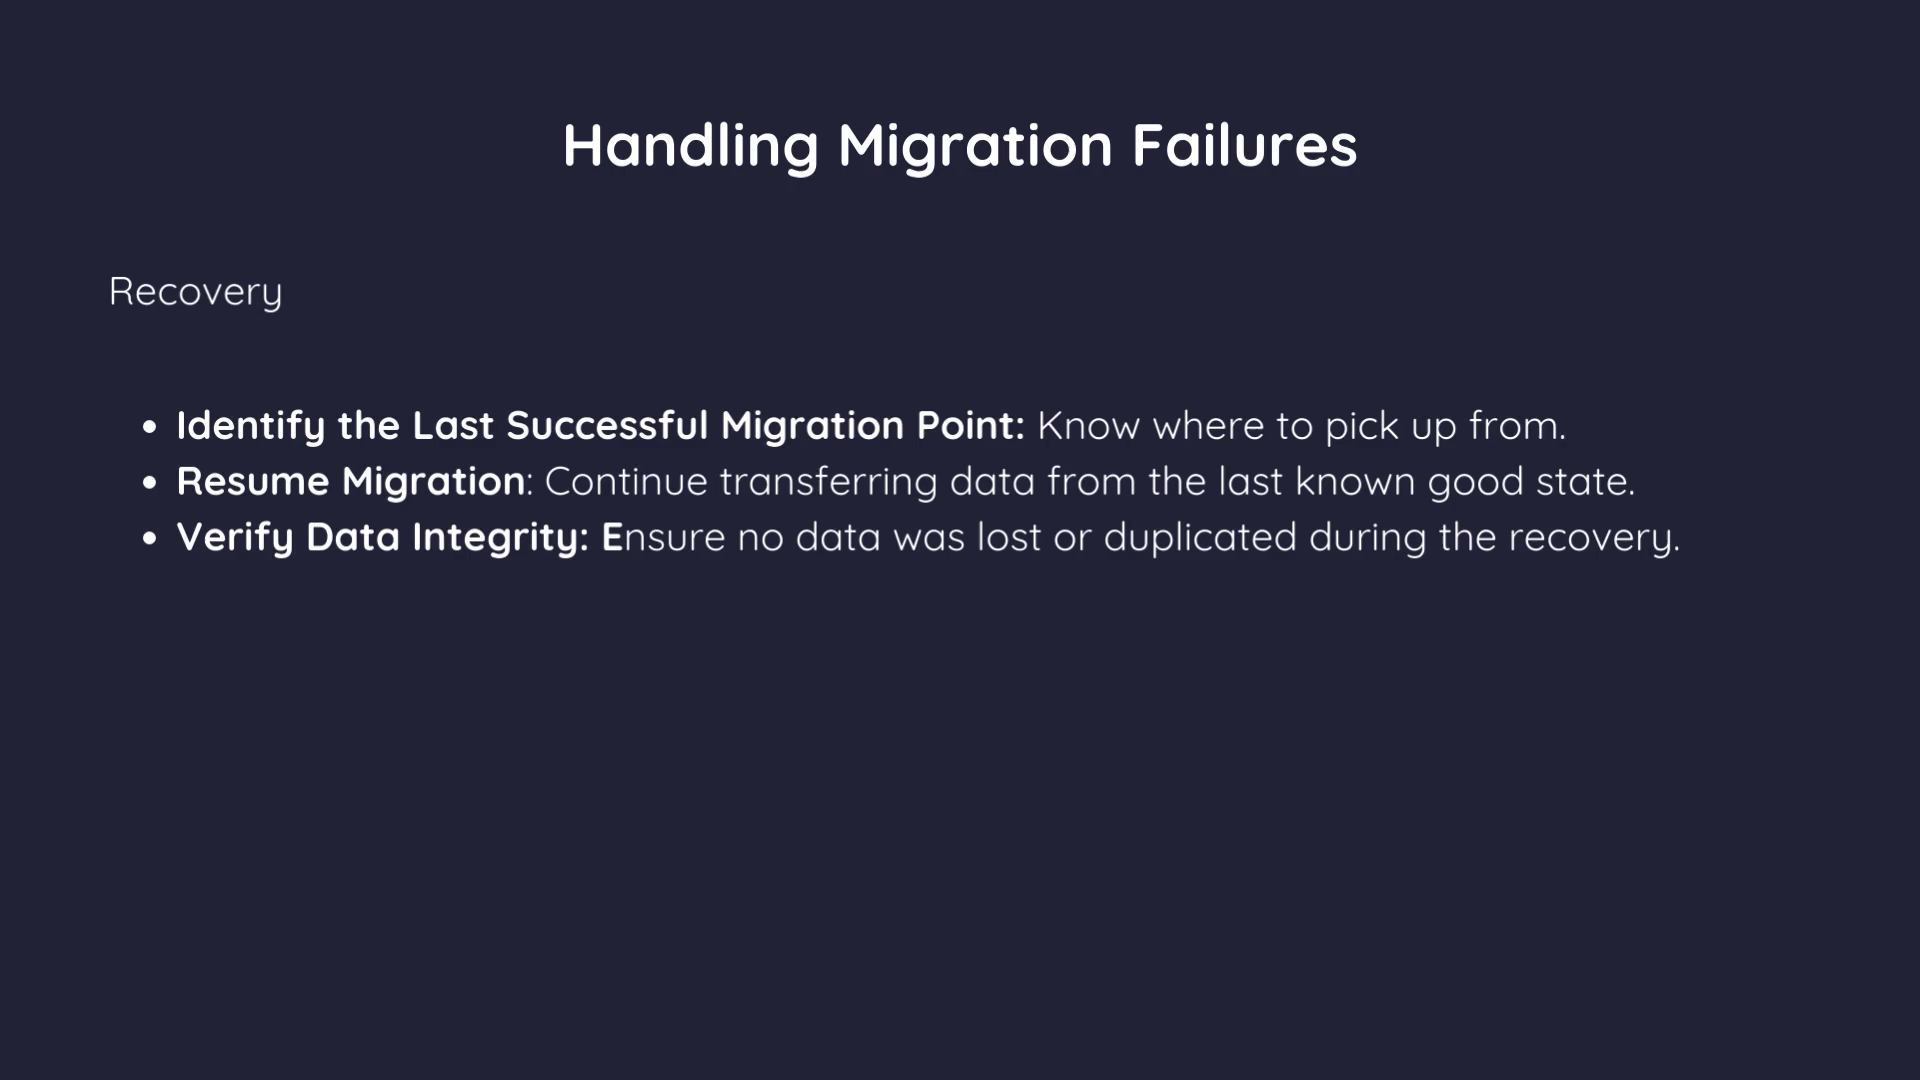 Handling Migration Failures
Recovery
• Identify the Last Successful Migration Point: Know where to pick up from.
• Resume Migration: Continue transferring data from the last known good state.
• Verify Data Integrity: Ensure no data was lost or duplicated during the recovery.